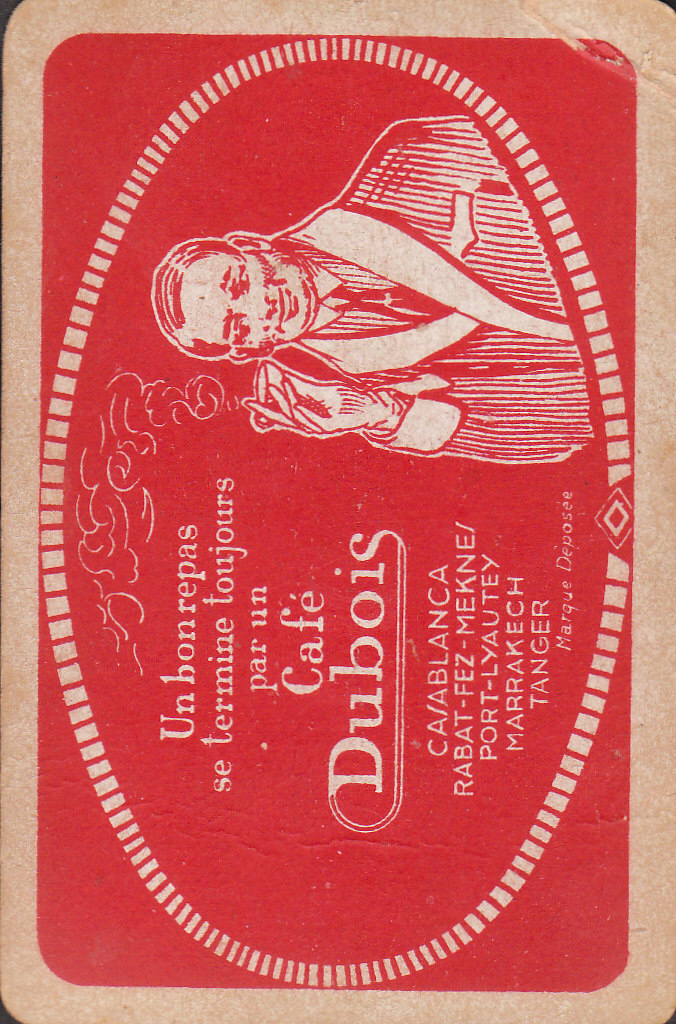 Un bon repas
se termine toujours
par un
Café
Dubois
CASABLANCA
RABAT-FEZ-MEKNES
PORT-LYAUTEY
MARRAKECH
TANGER
Marque Déposée